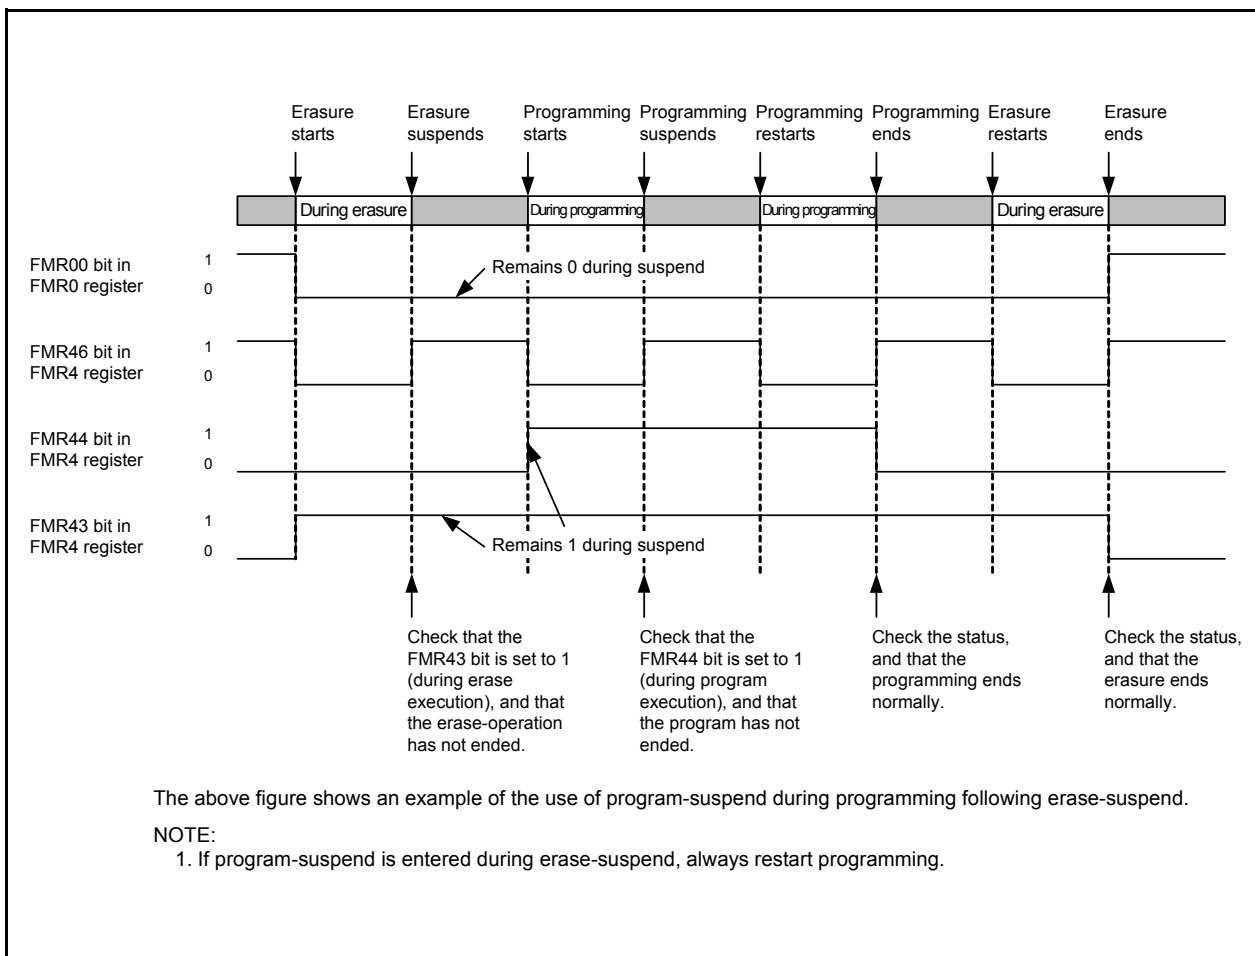 Erasure
starts
Erasure
suspends
Programming
starts
Programming
suspends
Programming
restarts
Programming
ends
Erasure
restarts
Erasure
ends
During erasure
During programming
During programming
During erasure
FMR00 bit in
FMR0 register
1
0
Remains 0 during suspend
FMR46 bit in
FMR4 register
1
0
FMR44 bit in
FMR4 register
1
0
FMR43 bit in
FMR4 register
1
0
Remains 1 during suspend
Check that the
FMR43 bit is set to 1
(during erase
execution), and that
the erase-operation
has not ended.
Check that the
FMR44 bit is set to 1
(during program
execution), and that
the program has not
ended.
Check the status,
and that the
programming ends
normally.
Check the status,
and that the
erasure ends
normally.
The above figure shows an example of the use of program-suspend during programming following erase-suspend.
NOTE:
1. If program-suspend is entered during erase-suspend, always restart programming.